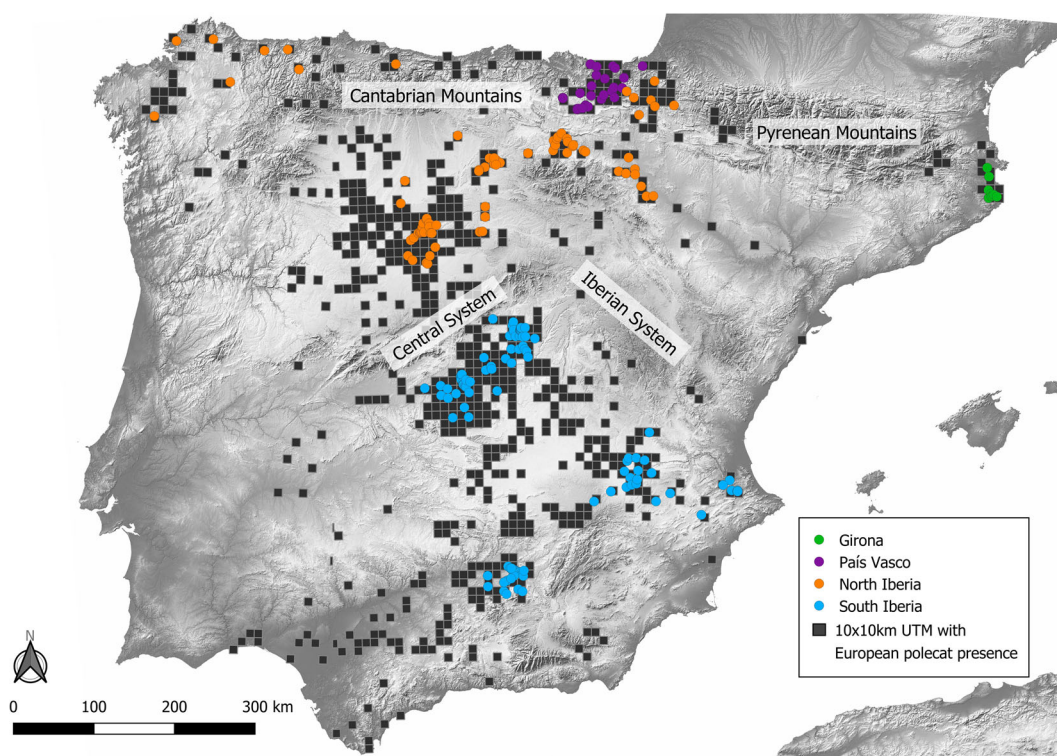 Cantabrian Mountains
Pyrenean Mountains
Central System
Iberian System
Girona
País Vasco
North Iberia
South Iberia
10x10km UTM with
European polecat presence
N
0 100 200 300 km